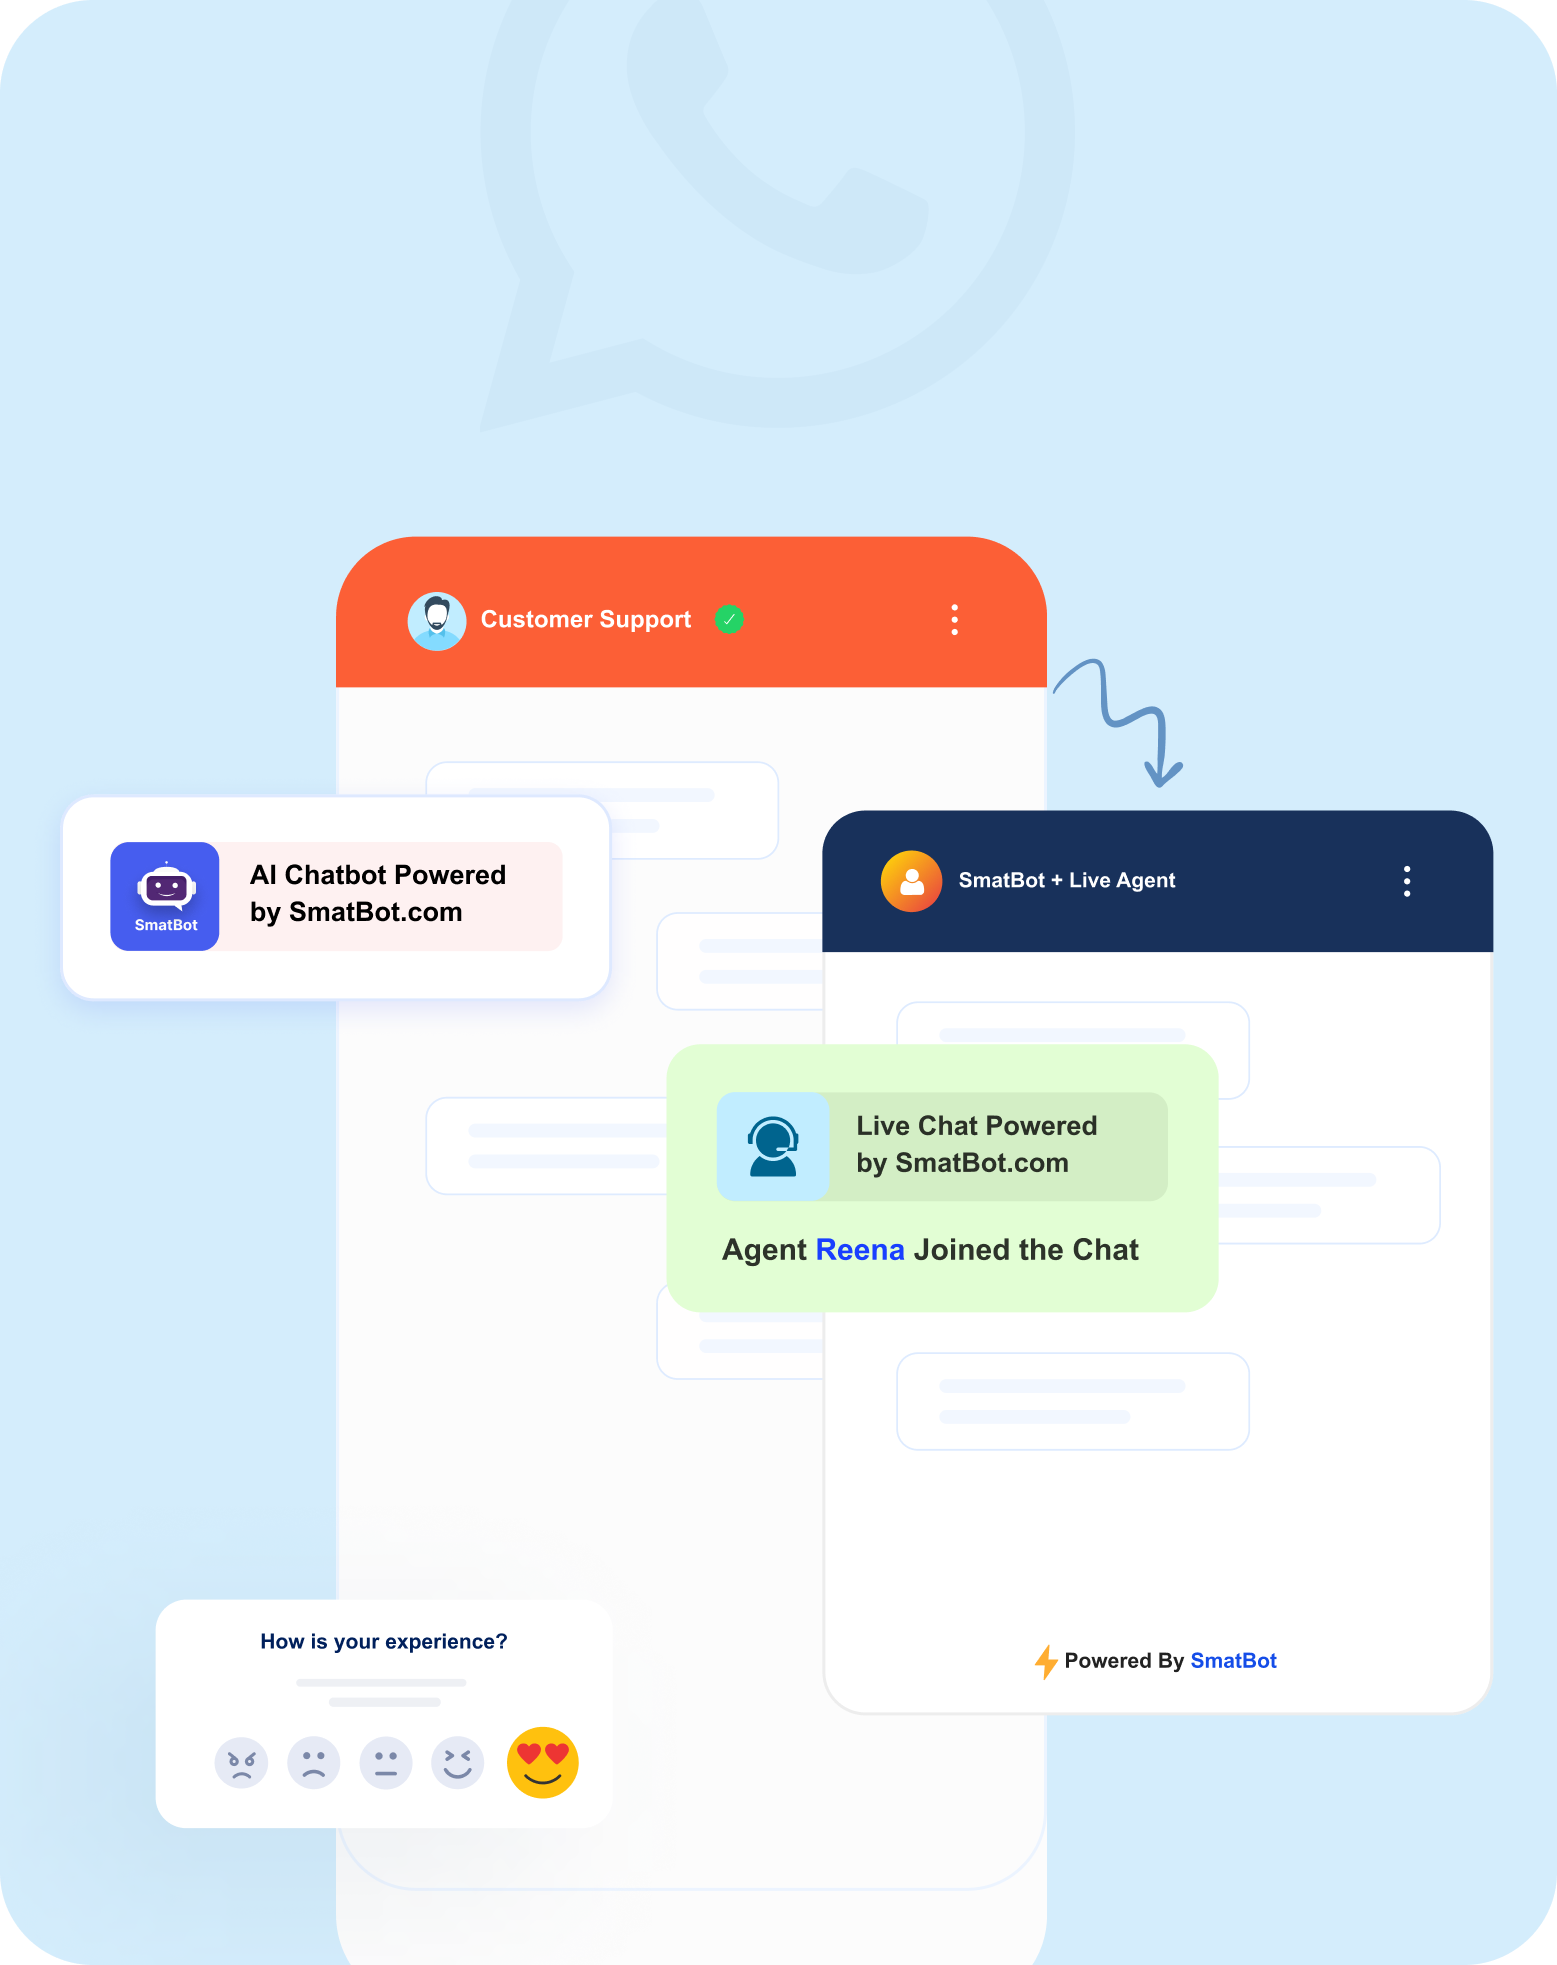 Customer Support
AI Chatbot Powered
by SmatBot.com
SmatBot
SmatBot + Live Agent
Live Chat Powered
by SmatBot.com
Agent Reena Joined the Chat
How is your experience?
Powered By SmatBot